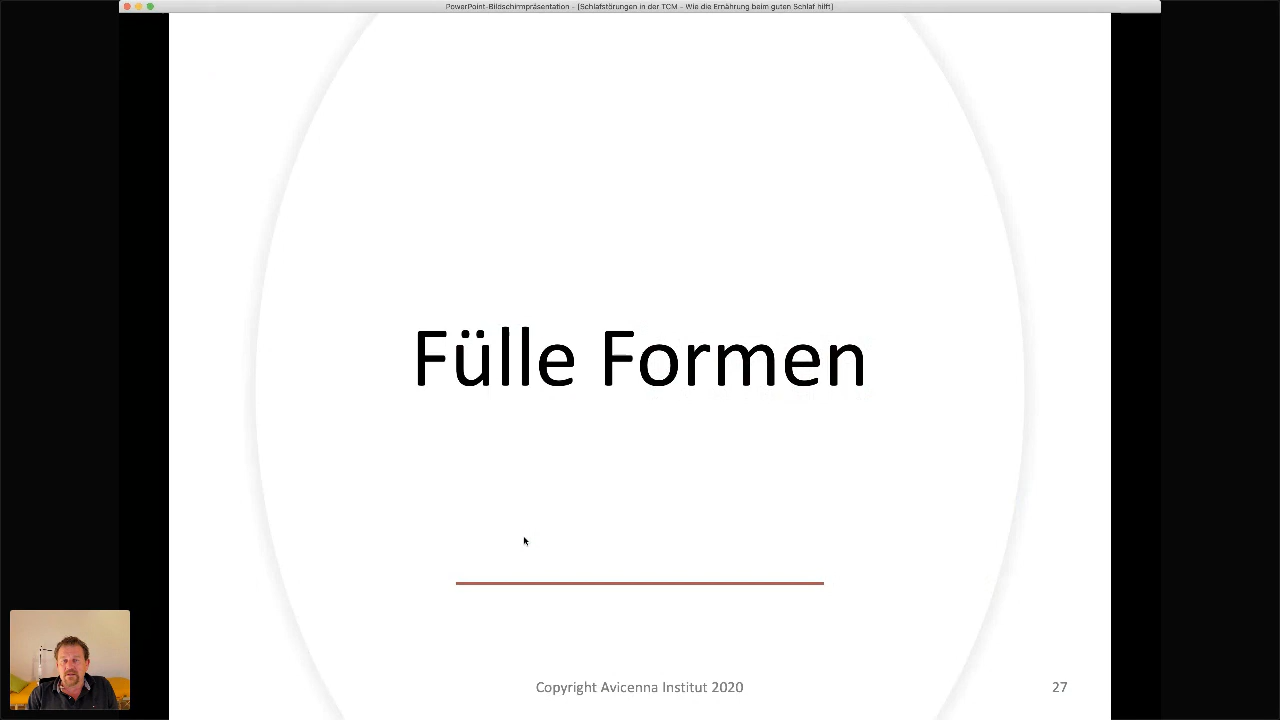 PowerPoint-Bildschirmpräsentation - [Schlafstörungen in der TCM - Wie die Ernährung beim guten Schlaf hilft]
Fülle Formen
Copyright Avicenna Institut 2020
27